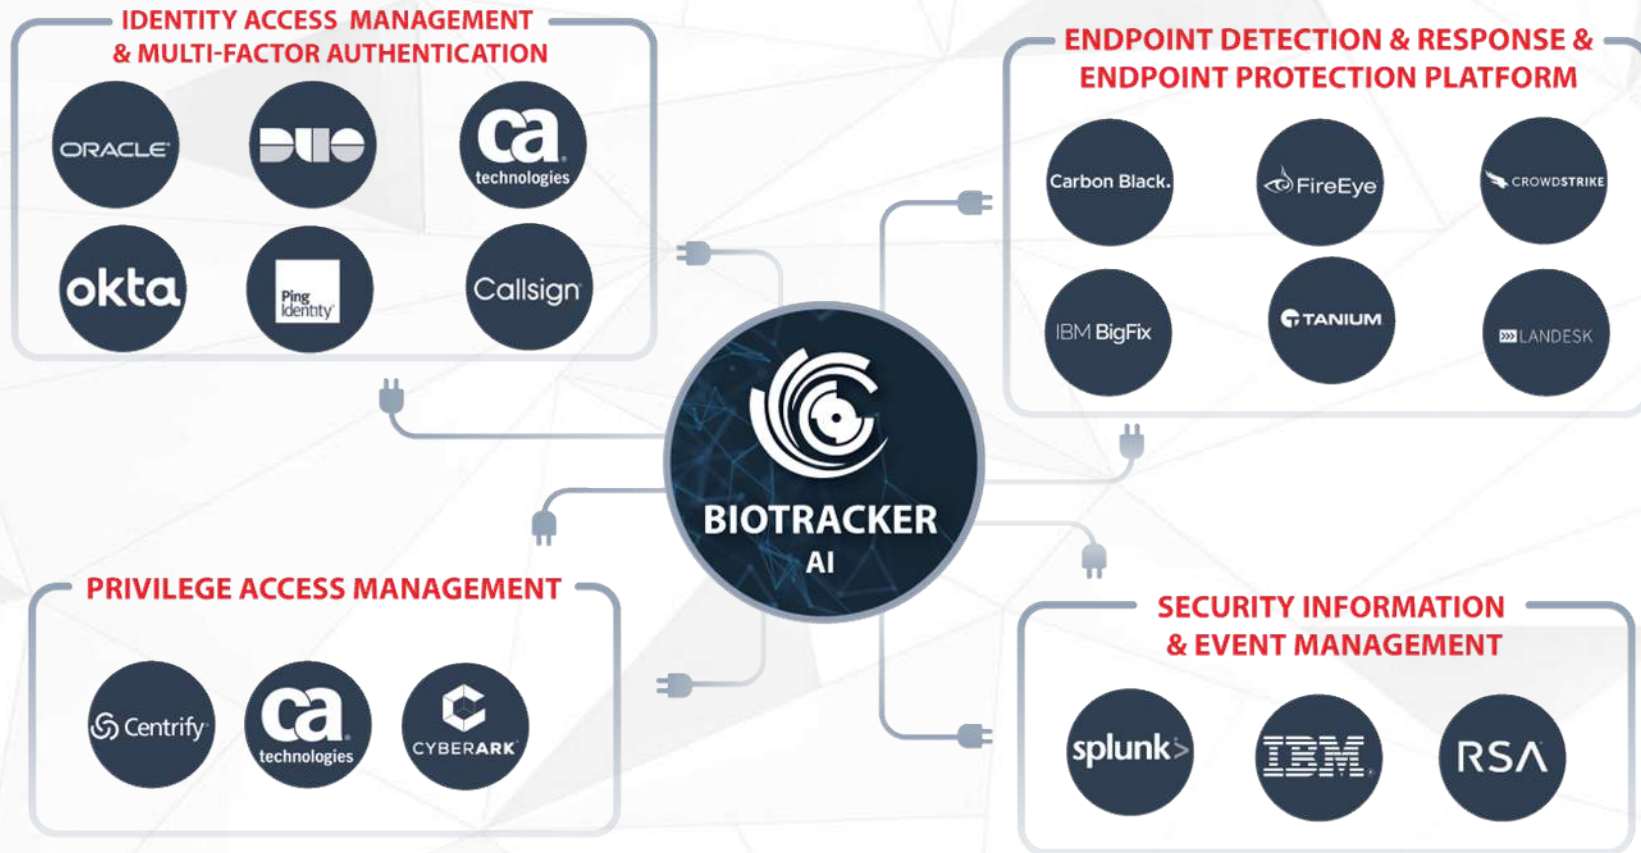 IDENTITY ACCESS MANAGEMENT
& MULTI-FACTOR AUTHENTICATION
ORACLE
DUO
ca
technologies
okta
Ping
Identity
Callsign
ENDPOINT DETECTION & RESPONSE &
ENDPOINT PROTECTION PLATFORM
Carbon Black.
FireEye
CROWDSTRIKE
IBM BigFix
TANIUM
LANDESK
BIOTRACKER
AI
PRIVILEGE ACCESS MANAGEMENT
Centrify
ca
technologies
CYBERARK
SECURITY INFORMATION
& EVENT MANAGEMENT
splunk>
IBM
RSA